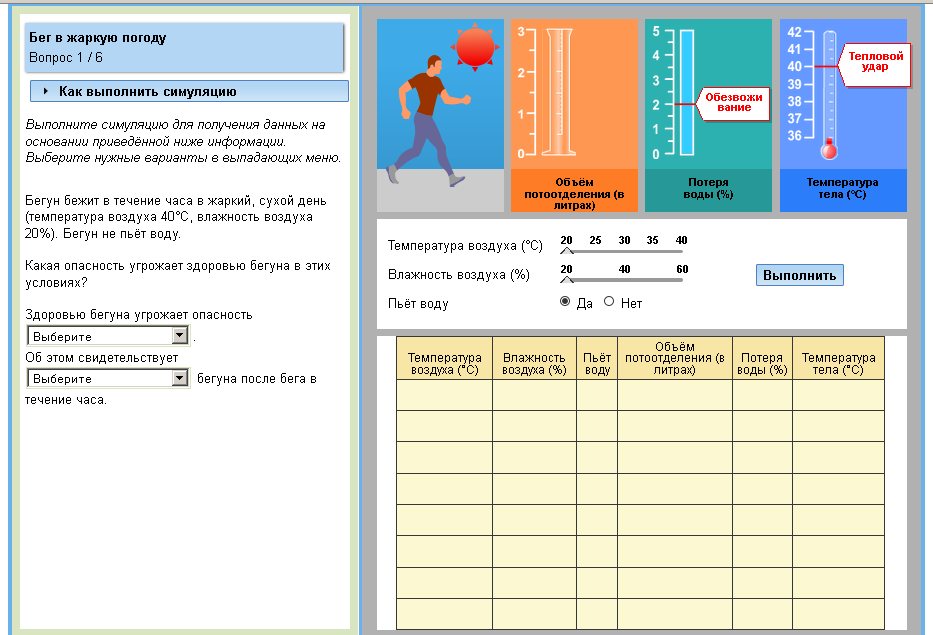 Бег в жаркую погоду
Вопрос 1 / 6
Как выполнить симуляцию
Выполните симуляцию для получения данных на
основании приведённой ниже информации.
Выберите нужные варианты в выпадающих меню.
Бегун бежит в течение часа в жаркий, сухой день
(температура воздуха 40°C, влажность воздуха
20%). Бегун не пьёт воду.
Какая опасность угрожает здоровью бегуна в этих
условиях?
Здоровью бегуна угрожает опасность
Выберите .
Об этом свидетельствует
Выберите бегуна после бега в
течение часа.
3
2
1
0
Объём
потоотделения (в
литрах)
5
4
3
2
1
0
Обезвожи
вание
Потеря
воды (%)
42
41
40
39
38
37
36
Тепловой
удар
Температура
тела (°C)
Температура воздуха (°C) 20 25 30 35 40
Влажность воздуха (%) 20 40 60
Пьёт воду Да Нет
Выполнить
Температура
воздуха (°C)
Влажность
воздуха (%)
Пьёт
воду
Объём
потоотделения (в
литрах)
Потеря
воды (%)
Температура
тела (°C)